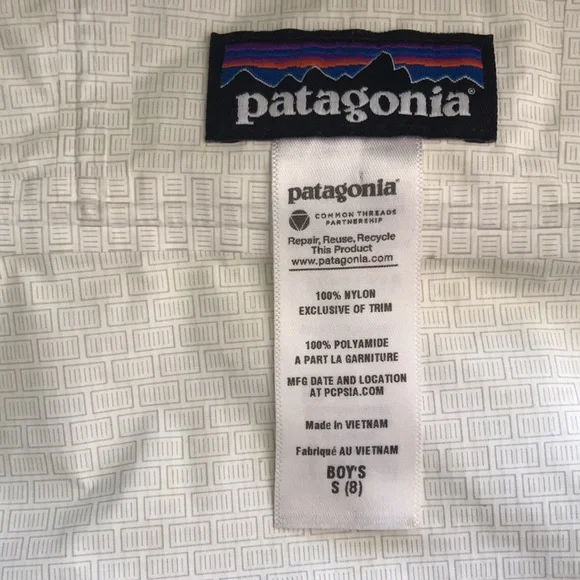 patagonia®
patagonia®
COMMON THREADS
PARTNERSHIP
Repair, Reuse, Recycle
This Product
www.patagonia.com
100% NYLON
EXCLUSIVE OF TRIM
100% POLYAMIDE
A PART LA GARNITURE
MFG DATE AND LOCATION
AT PCPSIA.COM
Made in VIETNAM
Fabriqué AU VIETNAM
BOY'S
S (8)